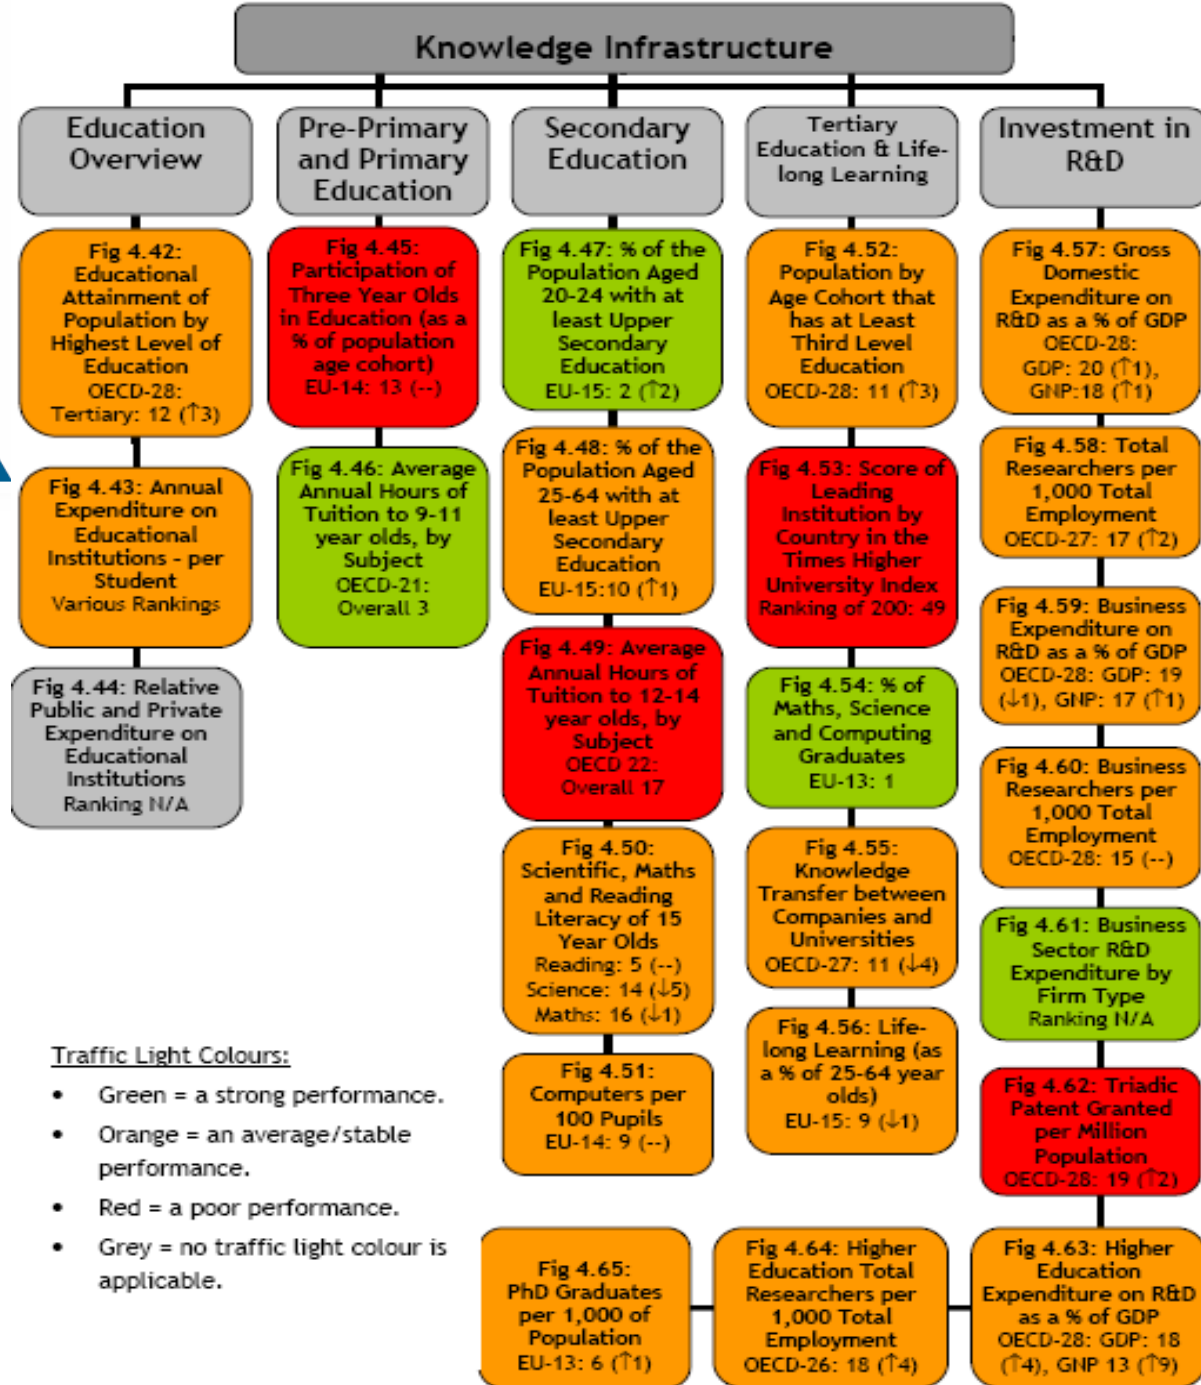 Knowledge Infrastructure
Education
Overview
Pre-Primary
and Primary
Education
Secondary
Education
Tertiary
Education & Life-
long Learning
Investment in
R&D
Fig 4.42:
Educational
Attainment of
Population by
Highest Level of
Education
OECD-28:
Tertiary: 12 (↑3)
Fig 4.43: Annual
Expenditure on
Educational
Institutions - per
Student
Various Rankings
Fig 4.44: Relative
Public and Private
Expenditure on
Educational
Institutions
Ranking N/A
Fig 4.45:
Participation of
Three Year Olds
in Education (as a
% of population
age cohort)
EU-14: 13 (--)
Fig 4.46: Average
Annual Hours of
Tuition to 9-11
year olds, by
Subject
OECD-21:
Overall 3
Fig 4.47: % of the
Population Aged
20-24 with at
least Upper
Secondary
Education
EU-15: 2 (↑2)
Fig 4.48: % of the
Population Aged
25-64 with at
least Upper
Secondary
Education
EU-15:10 (↑1)
Fig 4.49: Average
Annual Hours of
Tuition to 12-14
year olds, by
Subject
OECD 22:
Overall 17
Fig 4.50:
Scientific, Maths
and Reading
Literacy of 15
Year Olds
Reading: 5 (--)
Science: 14 (↓5)
Maths: 16 (↓1)
Fig 4.51:
Computers per
100 Pupils
EU-14: 9 (--)
Fig 4.52:
Population by
Age Cohort that
has at Least
Third Level
Education
OECD-28: 11 (↑3)
Fig 4.53: Score of
Leading
Institution by
Country in the
Times Higher
University Index
Ranking of 200: 49
Fig 4.54: % of
Maths, Science
and Computing
Graduates
EU-13: 1
Fig 4.55:
Knowledge
Transfer between
Companies and
Universities
OECD-27: 11 (↓4)
Fig 4.56: Life-
long Learning (as
a % of 25-64 year
olds)
EU-15: 9 (↓1)
Fig 4.57: Gross
Domestic
Expenditure on
R&D as a % of GDP
OECD-28:
GDP: 20 (↑1),
GNP:18 (↑1)
Fig 4.58: Total
Researchers per
1,000 Total
Employment
OECD-27: 17 (↑2)
Fig 4.59: Business
Expenditure on
R&D as a % of GDP
OECD-28: GDP: 19
(↓1), GNP: 17 (↑1)
Fig 4.60: Business
Researchers per
1,000 Total
Employment
OECD-28: 15 (--)
Fig 4.61: Business
Sector R&D
Expenditure by
Firm Type
Ranking N/A
Fig 4.62: Triadic
Patent Granted
per Million
Population
OECD-28: 19 (↑2)
Fig 4.63: Higher
Education
Expenditure on R&D
as a % of GDP
OECD-28: GDP: 18
(↑4), GNP 13 (↑9)
Fig 4.64: Higher
Education Total
Researchers per
1,000 Total
Employment
OECD-26: 18 (↑4)
Fig 4.65:
PhD Graduates
per 1,000 of
Population
EU-13: 6 (↑1)
Traffic Light Colours:
• Green = a strong performance.
• Orange = an average/stable
performance.
• Red = a poor performance.
• Grey = no traffic light colour is
applicable.